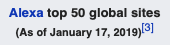 Alexa top 50 global sites
(As of January 17, 2019)[3]